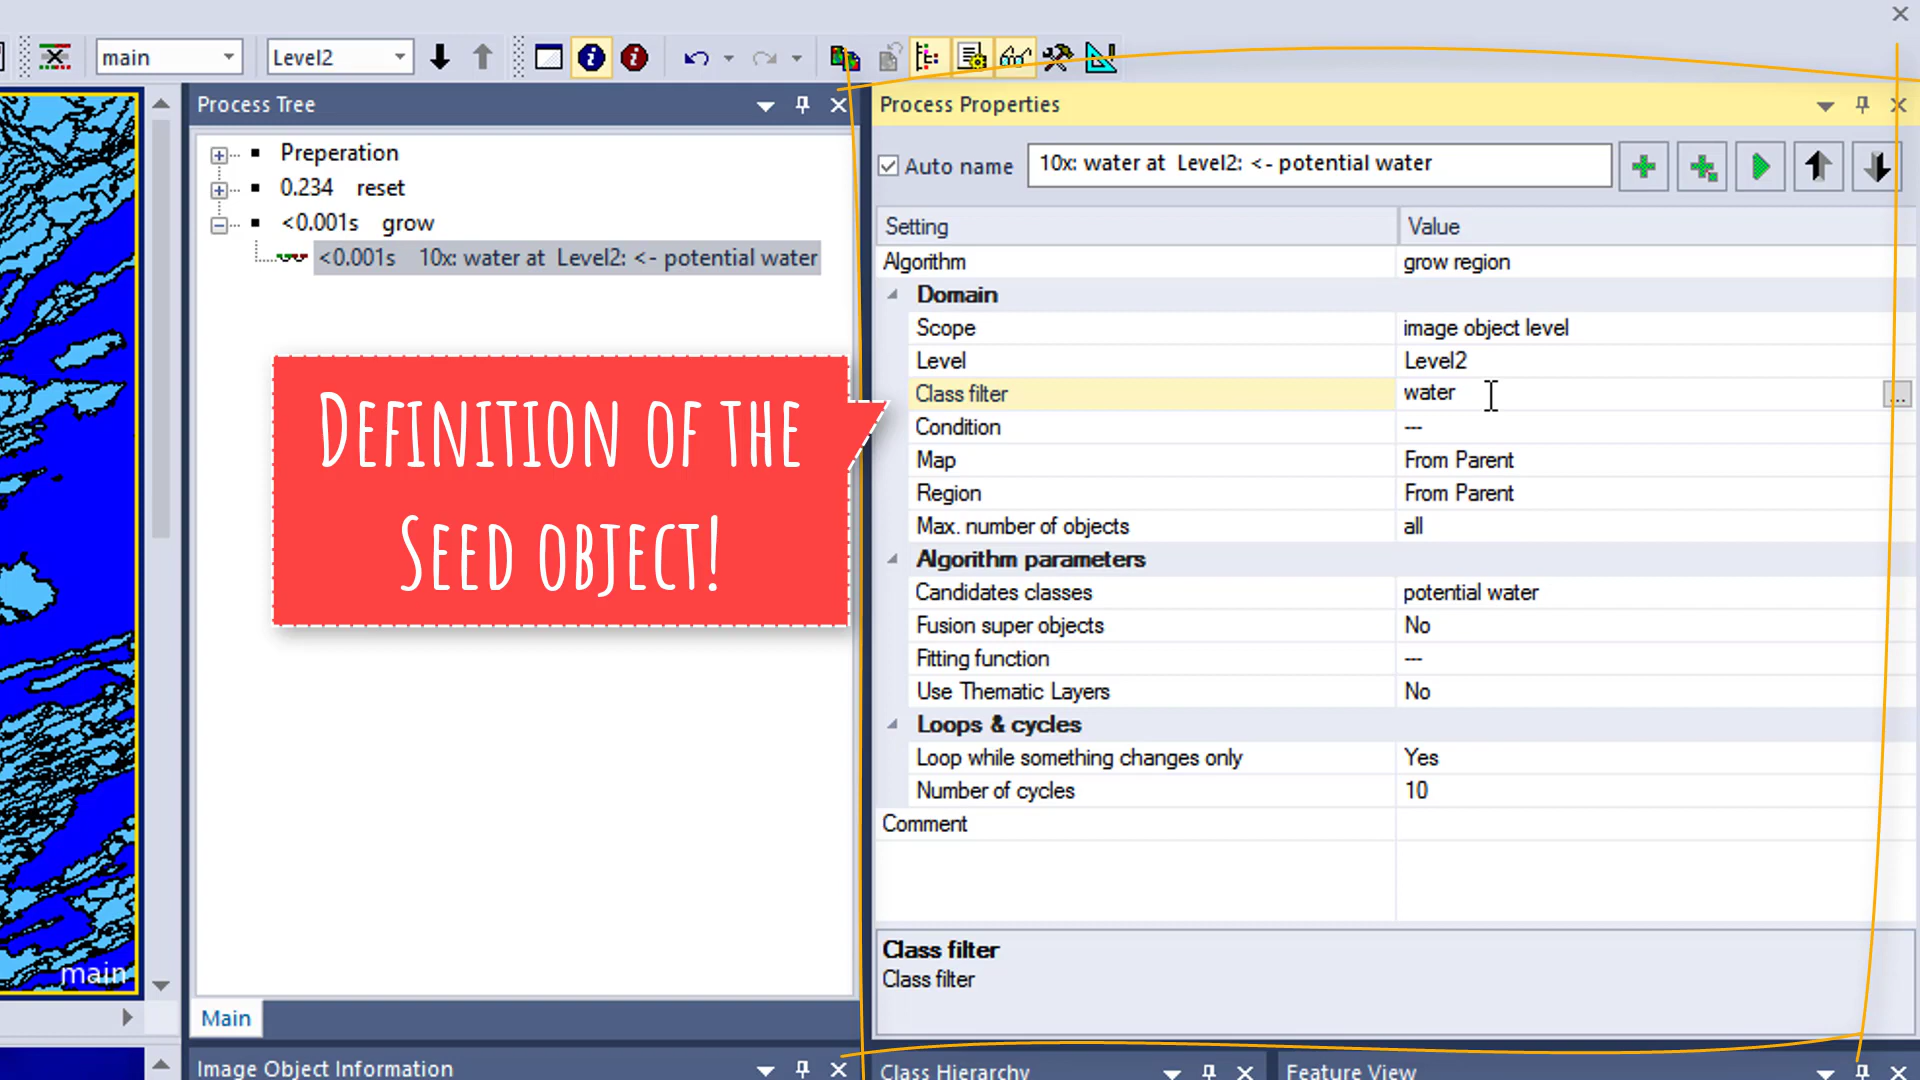 main
Level2
Process Tree
Preperation
0.234 reset
<0.001s grow
<0.001s 10x: water at Level2: <- potential water
main
Definition of the
Seed object!
Main
Process Properties
Auto name
10x: water at Level2: <- potential water
Setting Value
Algorithm grow region
Domain
Scope image object level
Level Level2
Class filter water
...
Condition ---
Map From Parent
Region From Parent
Max. number of objects all
Algorithm parameters
Candidates classes potential water
Fusion super objects No
Fitting function ---
Use Thematic Layers No
Loops & cycles
Loop while something changes only Yes
Number of cycles 10
Comment
Class filter
Class filter
Image Object Information
Class Hierarchy
Feature View